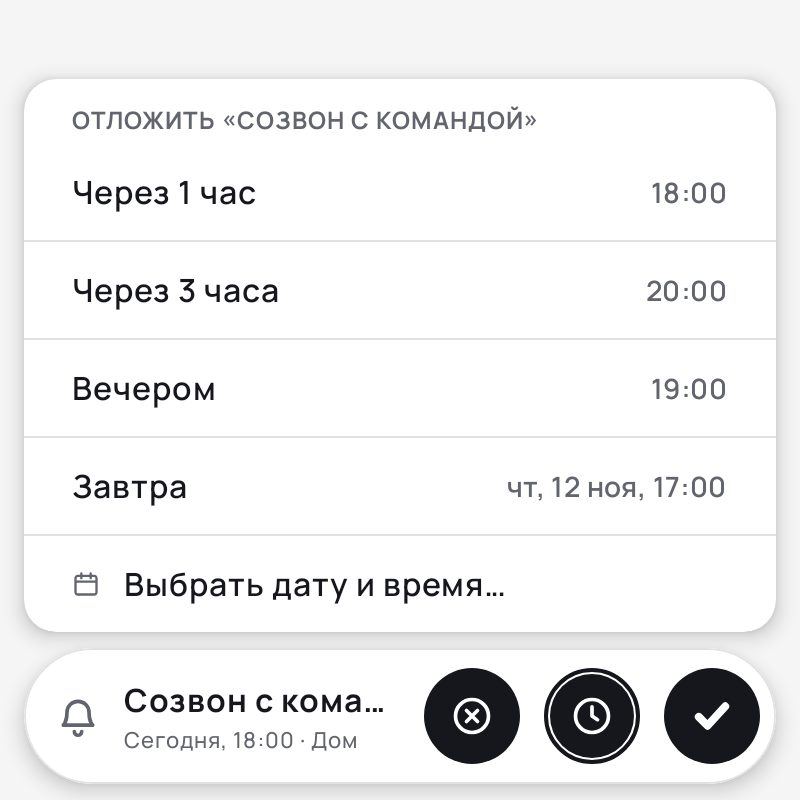 ОТЛОЖИТЬ «СОЗВОН С КОМАНДОЙ»
Через 1 час 18:00
Через 3 часа 20:00
Вечером 19:00
Завтра чт, 12 ноя, 17:00
Выбрать дату и время…
Созвон с кома…
Сегодня, 18:00 · Дом